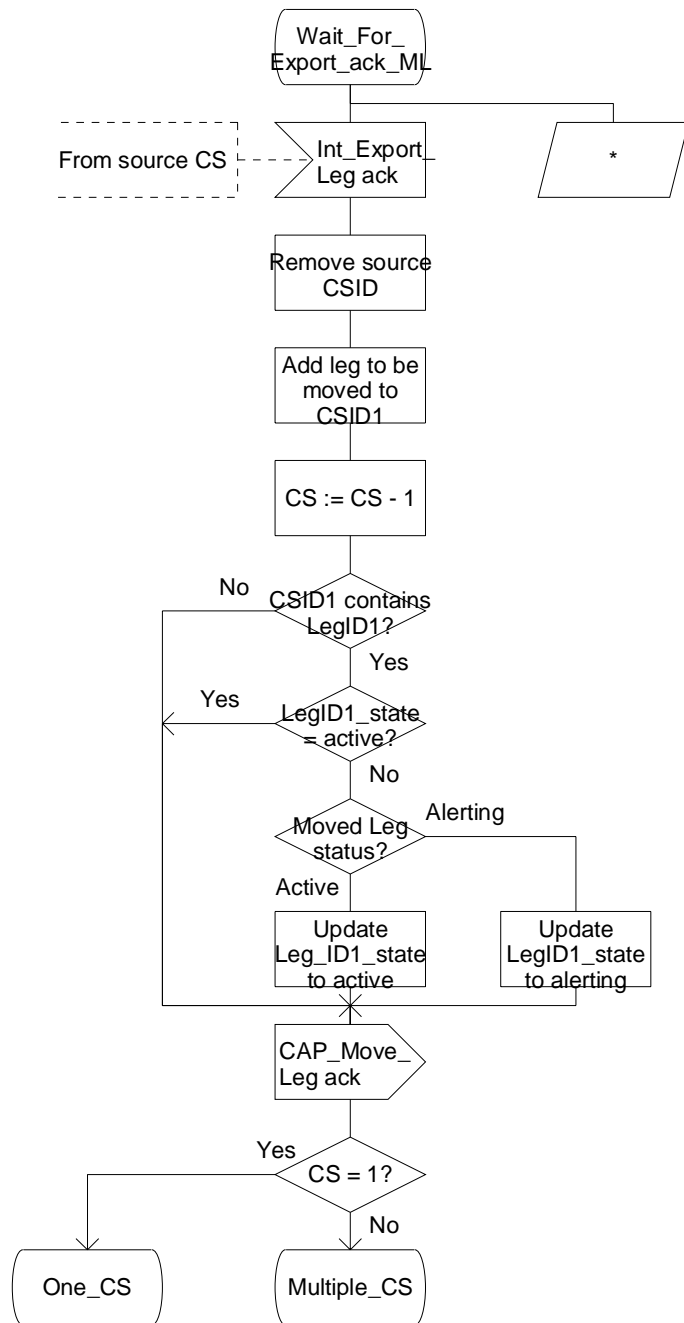 Wait_For_
Export_ack_ML
From source CS
Int_Export_
Leg ack
*
Remove source
CSID
Add leg to be
moved to
CSID1
CS := CS - 1
No
CSID1 contains
LegID1?
Yes
Yes
LegID1_state
= active?
No
Moved Leg
status?
Alerting
Active
Update
Leg_ID1_state
to active
Update
LegID1_state
to alerting
CAP_Move_
Leg ack
Yes
CS = 1?
No
One_CS
Multiple_CS